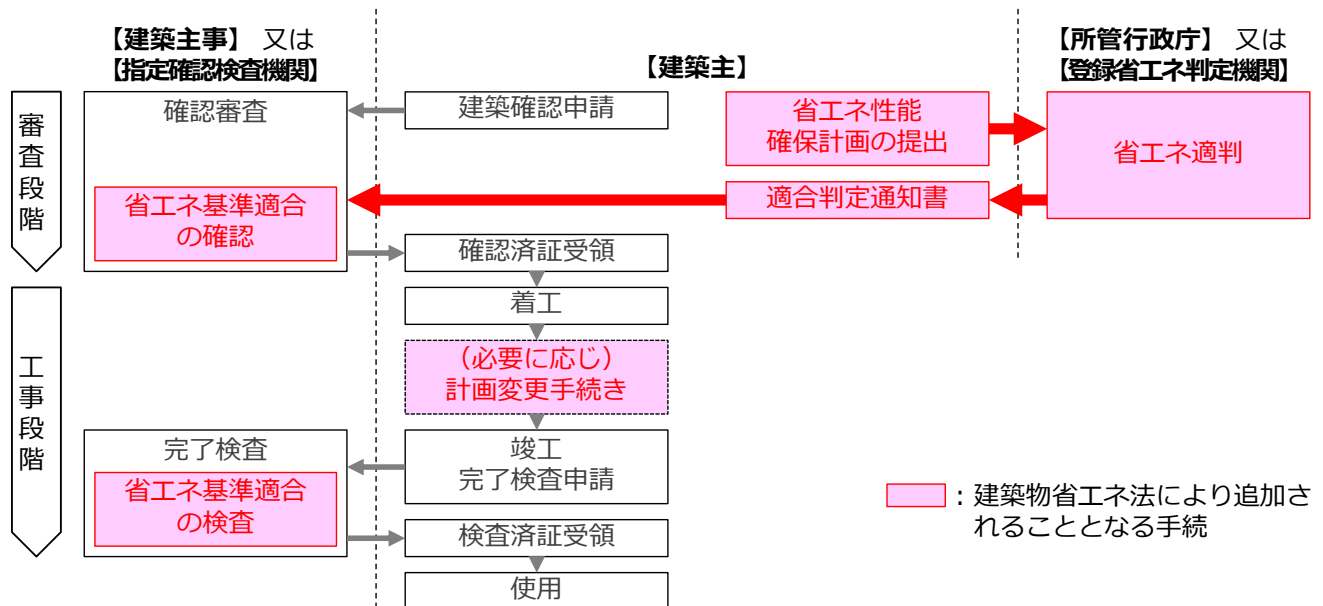 【建築主事】 又は
【指定確認検査機関】
【建築主】
【所管行政庁】 又は
【登録省エネ判定機関】
審査段階
確認審査
建築確認申請
省エネ性能
確保計画の提出
省エネ適判
省エネ基準適合
の確認
適合判定通知書
確認済証受領
工事段階
着工
（必要に応じ）
計画変更手続き
完了検査
竣工
完了検査申請
省エネ基準適合
の検査
検査済証受領
使用
：建築物省エネ法により追加さ
れることとなる手続